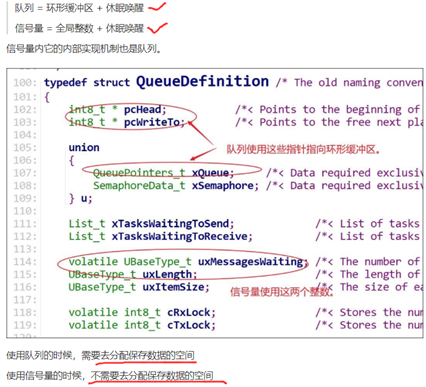 队列 = 环形缓冲区 + 休眠唤醒
信号量 = 全局整数 + 休眠唤醒
信号量内它的内部实现机制也是队列。
100: typedef struct QueueDefinition /* The old naming conven
101: {
102: int8_t * pcHead; /*< Points to the beginning of
103: int8_t * pcWriteTo; /*< Points to the free next pla
104:
105: union
队列使用这些指针指向环形缓冲区。
106: {
107: QueuePointers_t xQueue; /*< Data required exclusiv
108: SemaphoreData_t xSemaphore; /*< Data required exclusiv
109: } u;
110:
111: List_t xTasksWaitingToSend; /*< List of tasks
112: List_t xTasksWaitingToReceive; /*< List of tasks
113:
114: volatile UBaseType_t uxMessagesWaiting; /*< The number of
115: UBaseType_t uxLength; /*< The length of
116: UBaseType_t uxItemSize; /*< The size of ea
信号量使用这两个整数。
117:
118: volatile int8_t cRxLock; /*< Stores the num
119: volatile int8_t cTxLock; /*< Stores the num
使用队列的时候，需要去分配保存数据的空间
使用信号量的时候，不需要去分配保存数据的空间